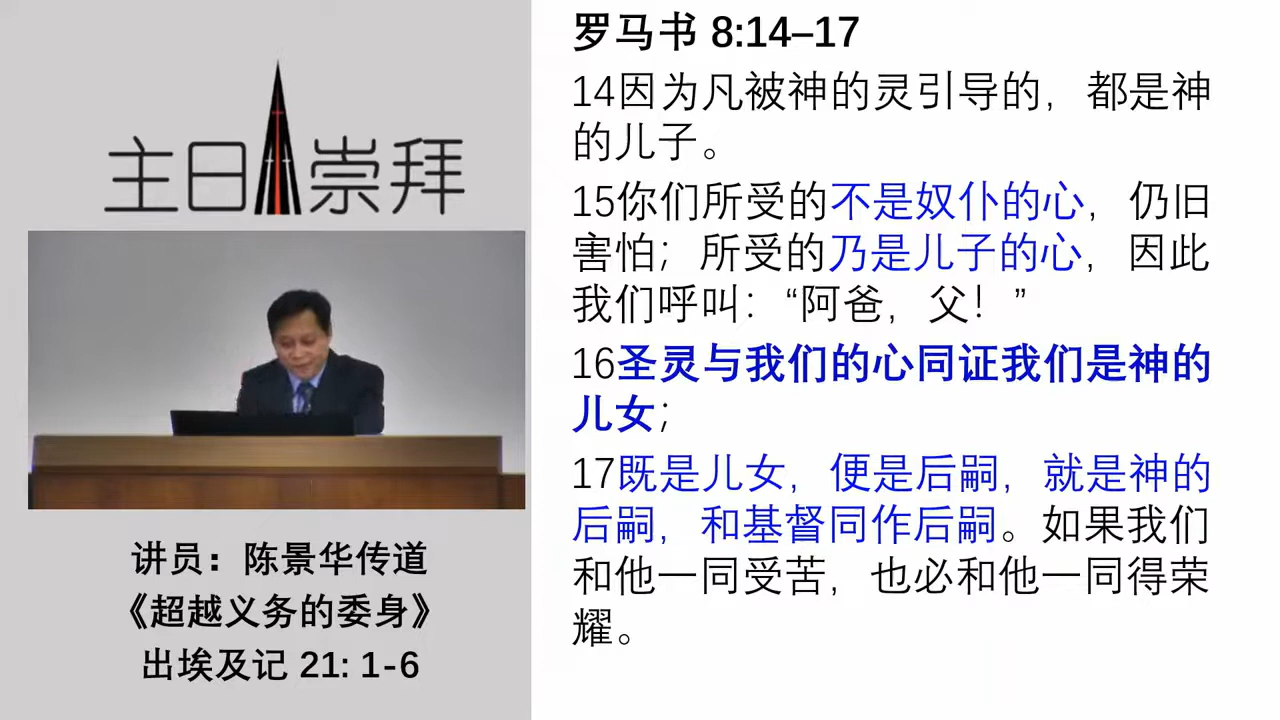 主日崇拜
讲员：陈景华传道
《超越义务的委身》
出埃及记 21: 1-6
罗马书 8:14–17
14因为凡被神的灵引导的，都是神
的儿子。
15你们所受的不是奴仆的心，仍旧
害怕；所受的乃是儿子的心，因此
我们呼叫：“阿爸，父！”
16圣灵与我们的心同证我们是神的
儿女；
17既是儿女，便是后嗣，就是神的
后嗣，和基督同作后嗣。如果我们
和他一同受苦，也必和他一同得荣
耀。